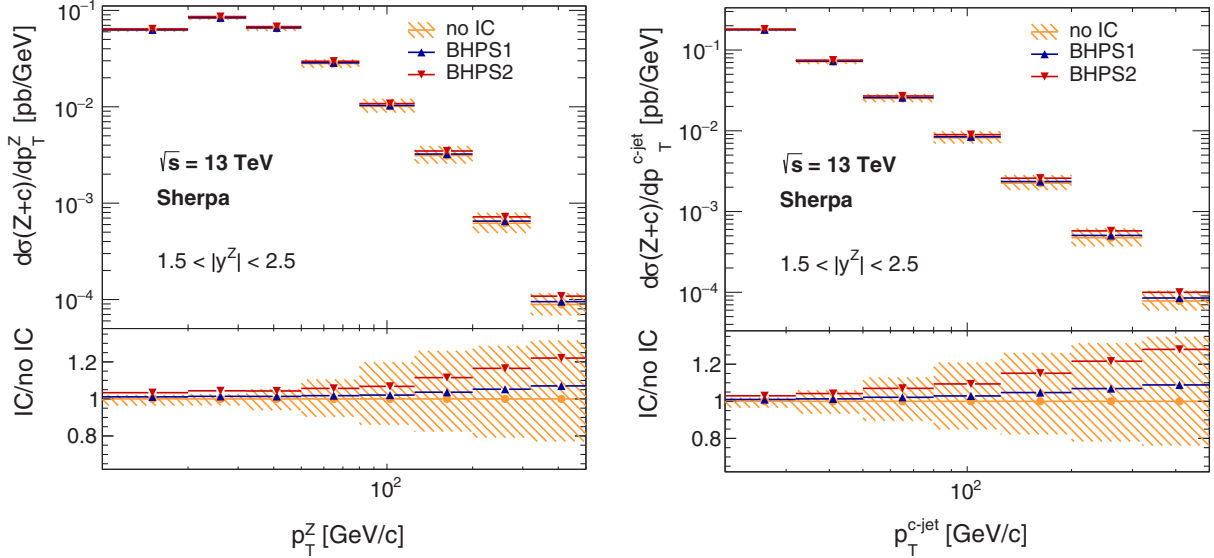 dσ(Z+c)/dp_T^Z [pb/GeV]
10^−1
10^−2
10^−3
10^−4
no IC
BHPS1
BHPS2
√s = 13 TeV
Sherpa
1.5 < |y^Z| < 2.5
IC/no IC
1.2
1
0.8
10^2
p_T^Z [GeV/c]
dσ(Z+c)/dp_T^c-jet [pb/GeV]
10^−1
10^−2
10^−3
10^−4
no IC
BHPS1
BHPS2
√s = 13 TeV
Sherpa
1.5 < |y^Z| < 2.5
IC/no IC
1.2
1
0.8
10^2
p_T^c-jet [GeV/c]